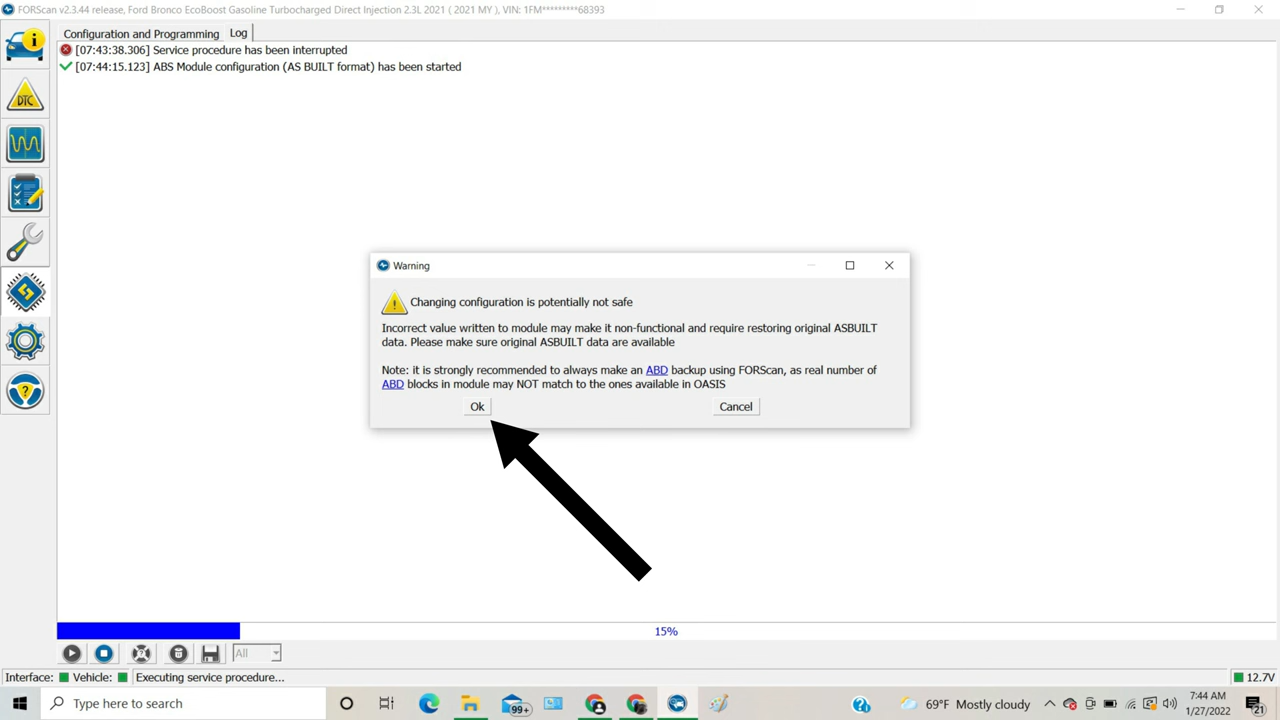 FORScan v2.3.44 release, Ford Bronco EcoBoost Gasoline Turbocharged Direct Injection 2.3L 2021 ( 2021 MY ), VIN: 1FM********68393
Configuration and Programming Log
[07:43:38.306] Service procedure has been interrupted
[07:44:15.123] ABS Module configuration (AS BUILT format) has been started
i
DTC
Warning
Changing configuration is potentially not safe
Incorrect value written to module may make it non-functional and require restoring original ASBUILT
data. Please make sure original ASBUILT data are available
Note: it is strongly recommended to always make an ABD backup using FORScan, as real number of
ABD blocks in module may NOT match to the ones available in OASIS
Ok Cancel
?
15%
All
Interface: Vehicle: Executing service procedure... 12.7V
Type here to search
99+
69°F Mostly cloudy
7:44 AM
1/27/2022
21